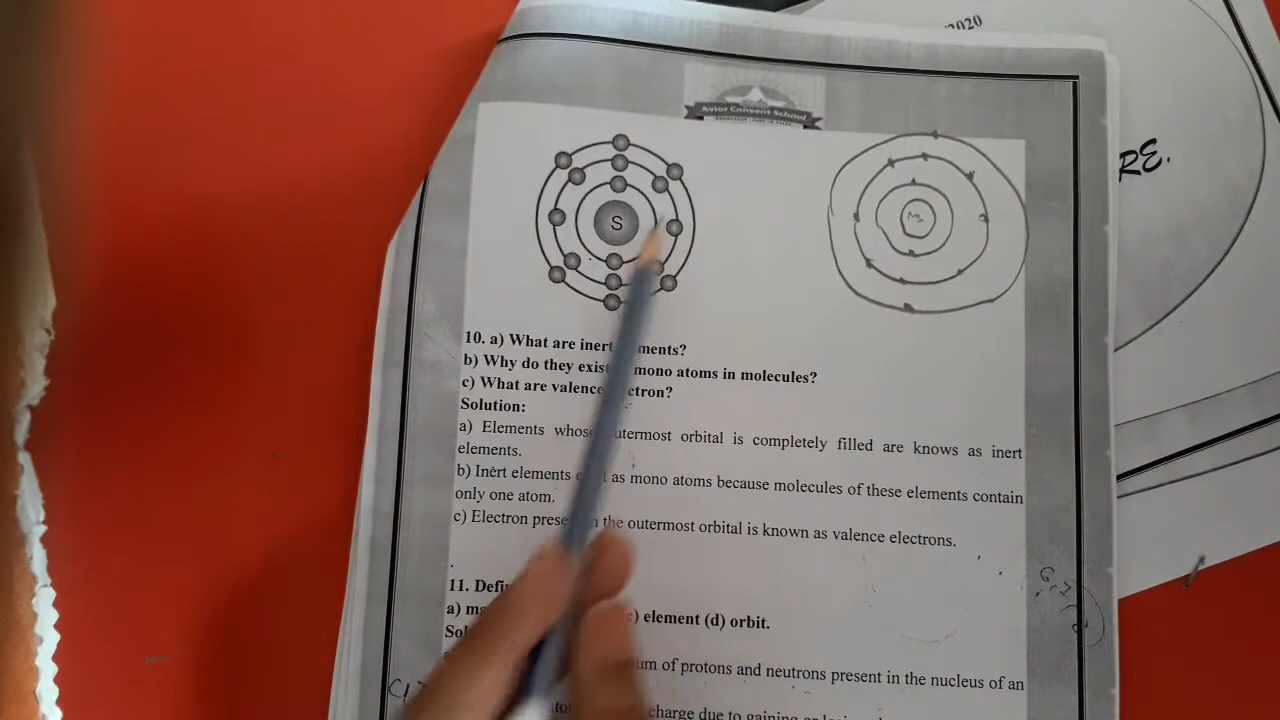 2020
RE.
Avior Convent School
S
10. a) What are inert ments?
b) Why do they exis mono atoms in molecules?
c) What are valence ctron?
Solution:
a) Elements whos utermost orbital is completely filled are knows as inert
elements.
b) Inert elements as mono atoms because molecules of these elements contain
only one atom.
c) Electron prese the outermost orbital is known as valence electrons.
11. Defi
a) m c) element (d) orbit.
Sol
um of protons and neutrons present in the nucleus of an
charge due to gaining